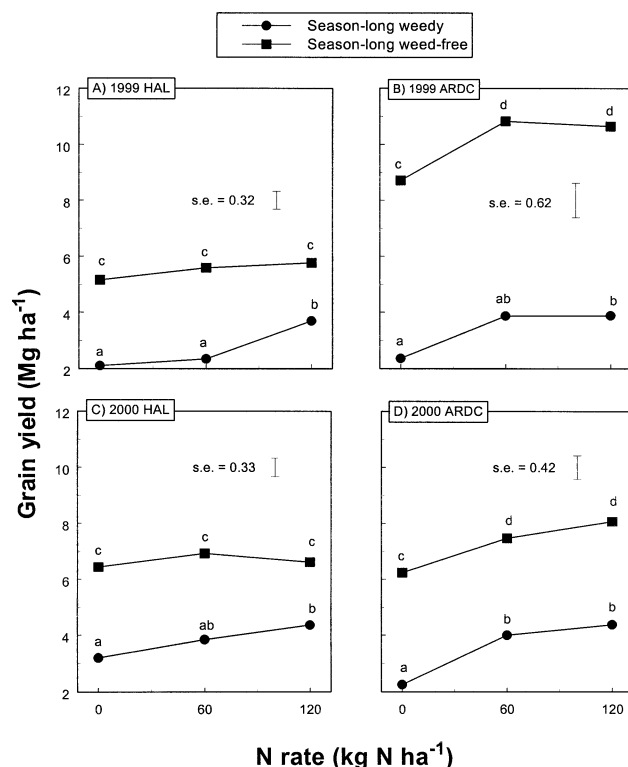 Season-long weedy
Season-long weed-free
Grain yield (Mg ha⁻¹)
A) 1999 HAL
12
10
8
6
4
2
s.e. = 0.32
c
c
c
a
a
b
B) 1999 ARDC
s.e. = 0.62
c
d
d
a
ab
b
C) 2000 HAL
12
10
8
6
4
2
s.e. = 0.33
c
c
c
a
ab
b
0
60
120
D) 2000 ARDC
s.e. = 0.42
c
d
d
a
b
b
0
60
120
N rate (kg N ha⁻¹)